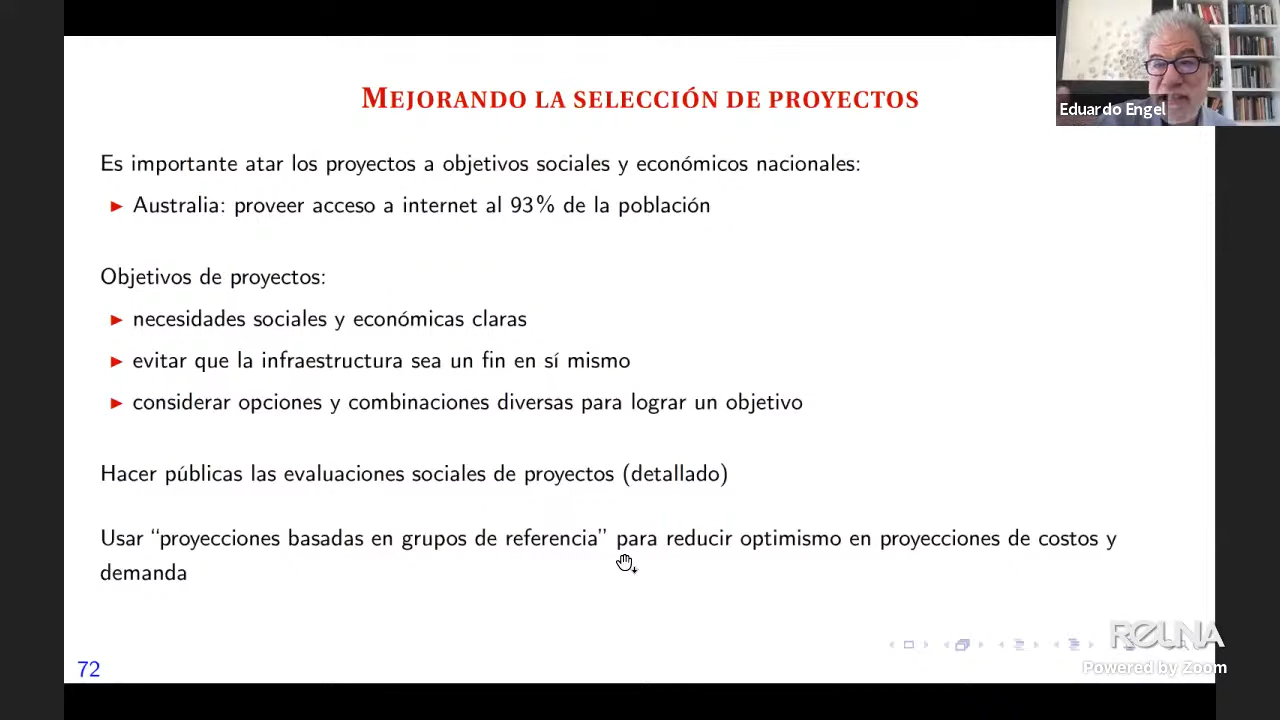 MEJORANDO LA SELECCIÓN DE PROYECTOS
Eduardo Engel
Es importante atar los proyectos a objetivos sociales y económicos nacionales:
▶ Australia: proveer acceso a internet al 93% de la población
Objetivos de proyectos:
▶ necesidades sociales y económicas claras
▶ evitar que la infraestructura sea un fin en sí mismo
▶ considerar opciones y combinaciones diversas para lograr un objetivo
Hacer públicas las evaluaciones sociales de proyectos (detallado)
Usar “proyecciones basadas en grupos de referencia” para reducir optimismo en proyecciones de costos y
demanda
REUNA
Powered by Zoom
72